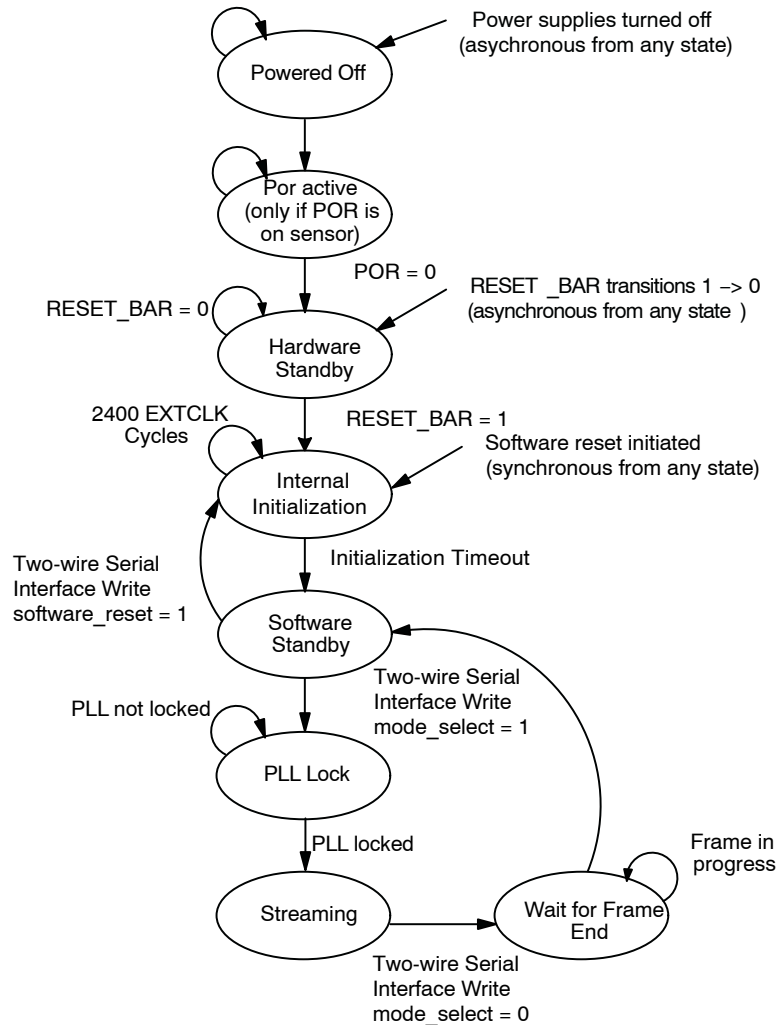 Power supplies turned off
(asychronous from any state)
Powered Off
Por active
(only if POR is
on sensor)
POR = 0
RESET _BAR transitions 1 −> 0
(asynchronous from any state )
RESET_BAR = 0
Hardware
Standby
2400 EXTCLK
Cycles
RESET_BAR = 1
Software reset initiated
(synchronous from any state)
Internal
Initialization
Initialization Timeout
Two-wire Serial
Interface Write
software_reset = 1
Software
Standby
Two-wire Serial
Interface Write
mode_select = 1
PLL not locked
PLL Lock
PLL locked
Frame in
progress
Streaming
Wait for Frame
End
Two-wire Serial
Interface Write
mode_select = 0